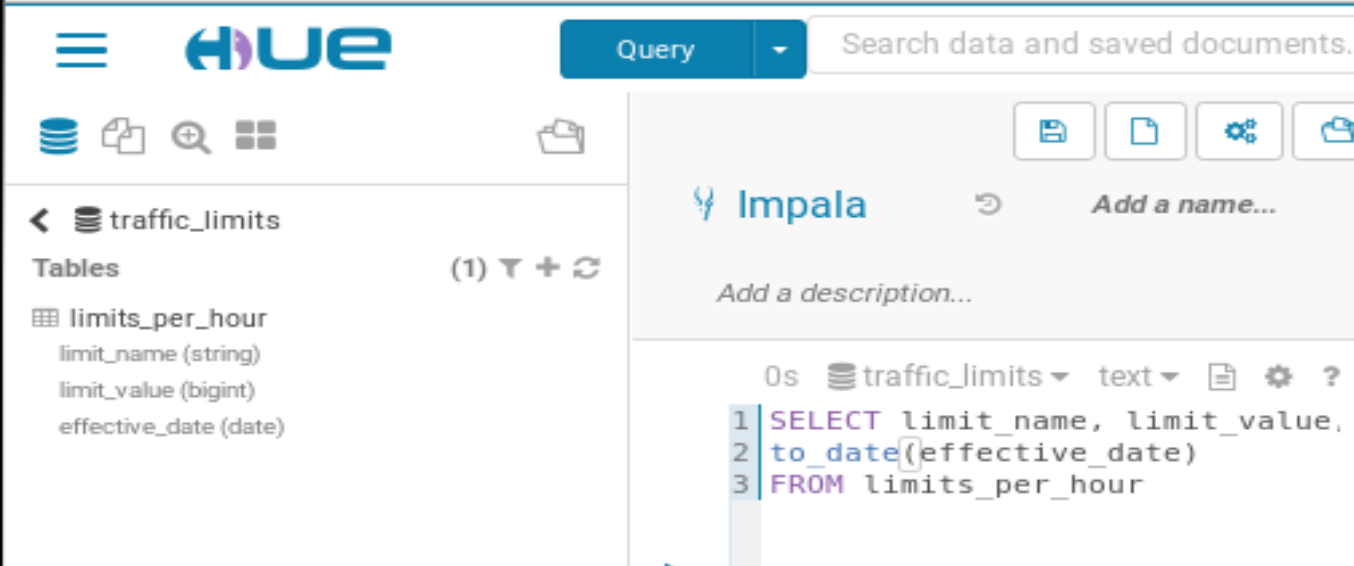 HUE
Query
Search data and saved documents.
traffic_limits
Tables (1)
limits_per_hour
limit_name (string)
limit_value (bigint)
effective_date (date)
Impala
Add a name...
Add a description...
0s traffic_limits text ?
1 SELECT limit_name, limit_value,
2 to_date(effective_date)
3 FROM limits_per_hour